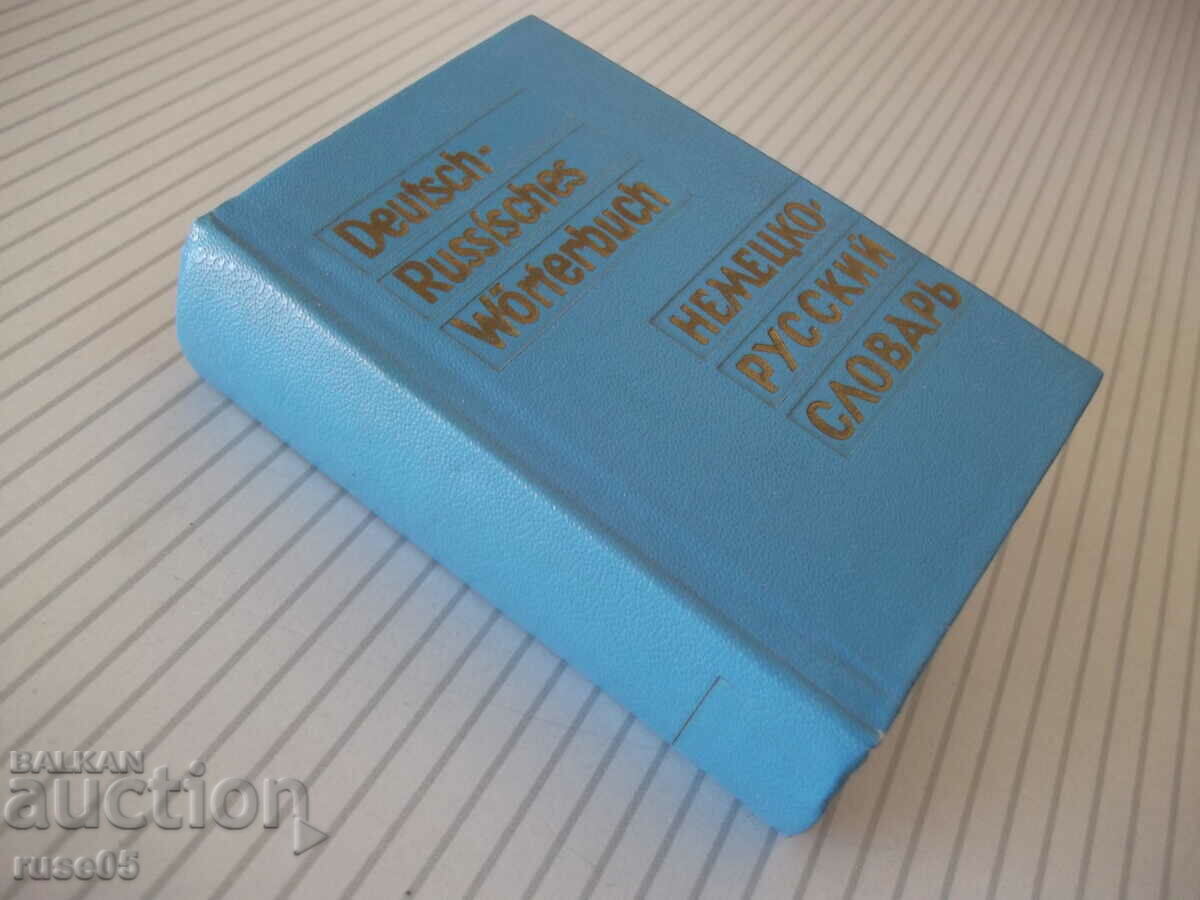 Deutsch-
Russisches
Wörterbuch
НЕМЕЦКО-
РУССКИЙ
СЛОВАРЬ
BALKAN
auction
ruse05